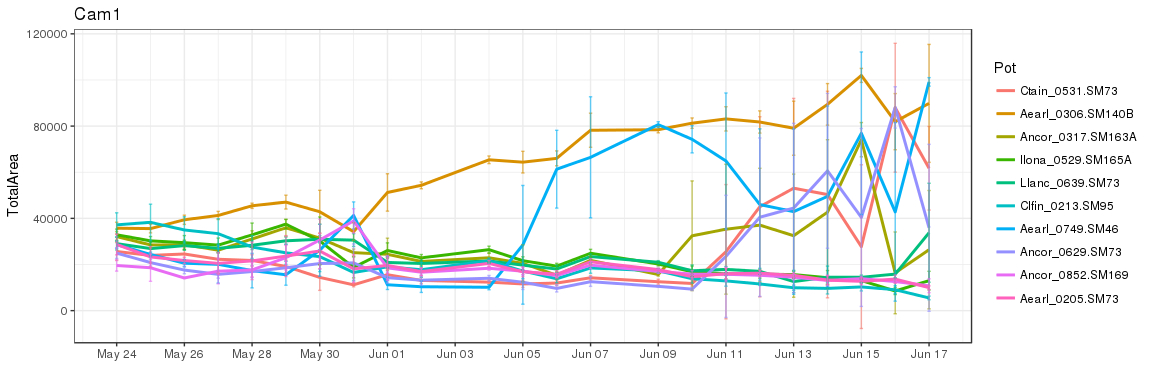 Cam1
TotalArea
120000
80000
40000
0
May 24 May 26 May 28 May 30 Jun 01 Jun 03 Jun 05 Jun 07 Jun 09 Jun 11 Jun 13 Jun 15 Jun 17
Pot
Ctain_0531.SM73
Aearl_0306.SM140B
Ancor_0317.SM163A
Ilona_0529.SM165A
Llanc_0639.SM73
Clfin_0213.SM95
Aearl_0749.SM46
Ancor_0629.SM73
Ancor_0852.SM169
Aearl_0205.SM73